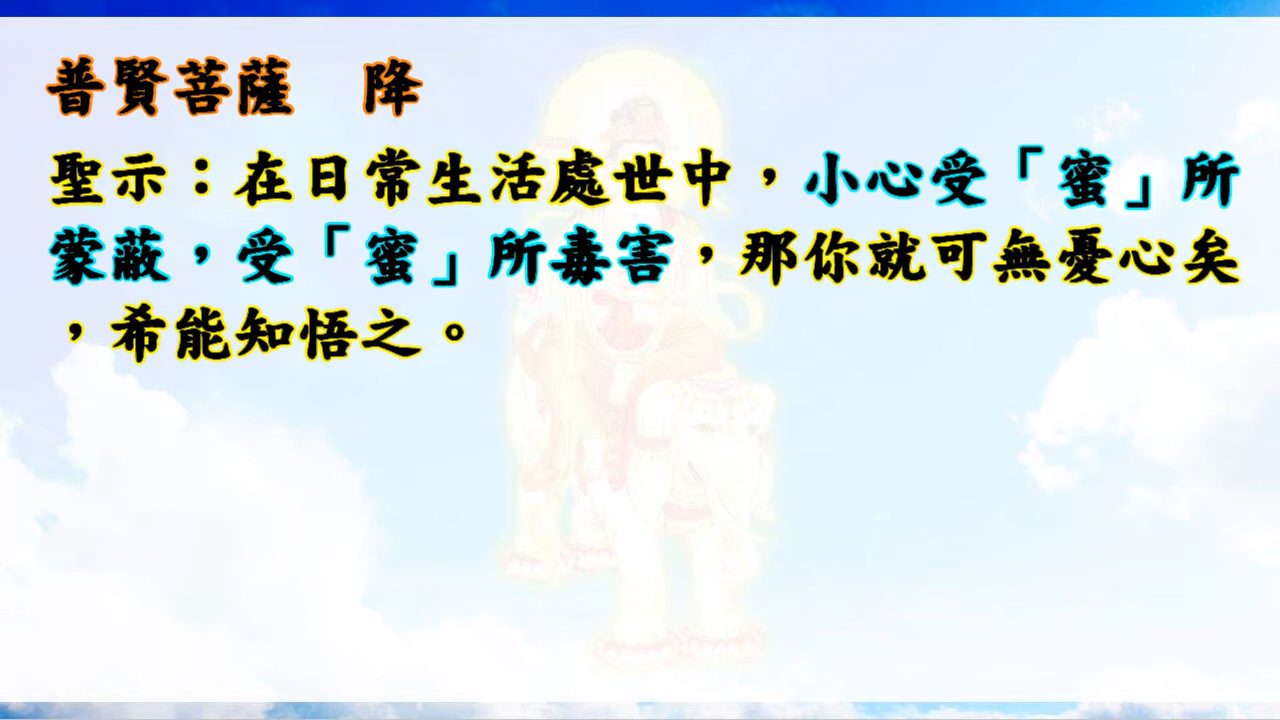 普賢菩薩　降
聖示：在日常生活處世中，小心受「蜜」所
蒙蔽，受「蜜」所毒害，那你就可無憂心矣
，希能知悟之。